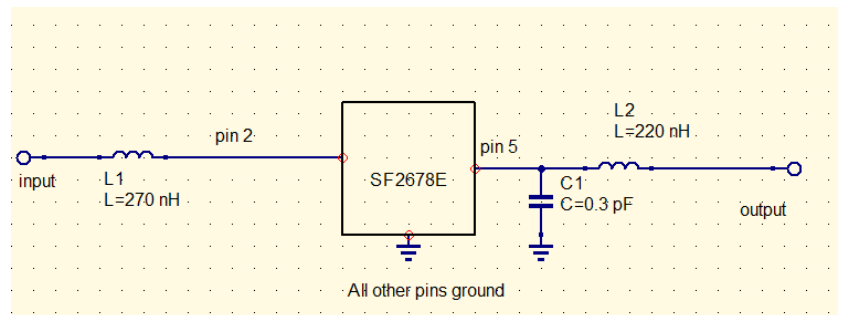 input
L1
L=270 nH
pin 2
SF2678E
pin 5
C1
C=0.3 pF
L2
L=220 nH
output
All other pins ground